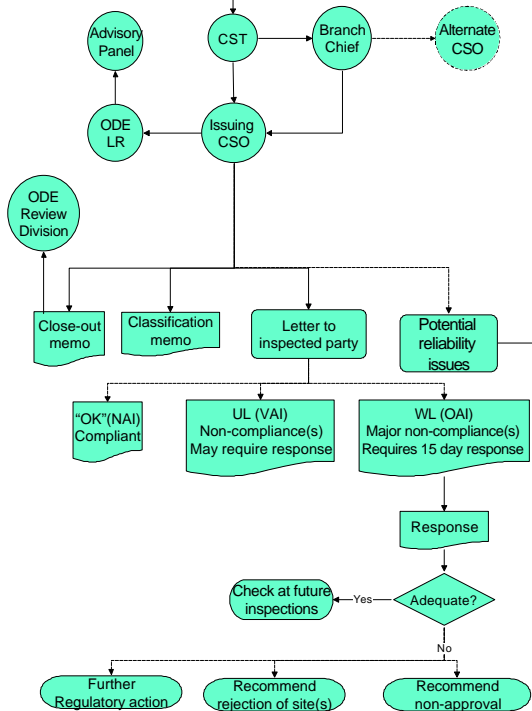 Advisory
Panel
CST
Branch
Chief
Alternate
CSO
ODE
LR
Issuing
CSO
ODE
Review
Division
Close-out
memo
Classification
memo
Letter to
inspected party
Potential
reliability
issues
“OK”(NAI)
Compliant
UL (VAI)
Non-compliance(s)
May require response
WL (OAI)
Major non-compliance(s)
Requires 15 day response
Response
Check at future
inspections
Yes
Adequate?
No
Further
Regulatory action
Recommend
rejection of site(s)
Recommend
non-approval